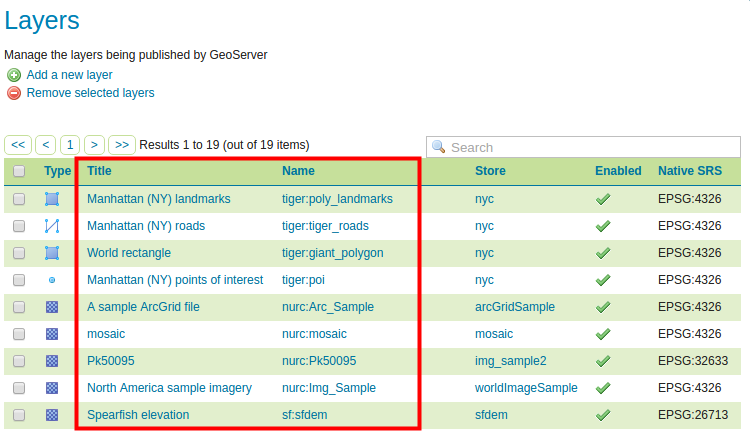 Layers
Manage the layers being published by GeoServer
Add a new layer
Remove selected layers
<< < 1 > >> Results 1 to 19 (out of 19 items) Search
Type Title Name Store Enabled Native SRS
Manhattan (NY) landmarks tiger:poly_landmarks nyc EPSG:4326
Manhattan (NY) roads tiger:tiger_roads nyc EPSG:4326
World rectangle tiger:giant_polygon nyc EPSG:4326
Manhattan (NY) points of interest tiger:poi nyc EPSG:4326
A sample ArcGrid file nurc:Arc_Sample arcGridSample EPSG:4326
mosaic nurc:mosaic mosaic EPSG:4326
Pk50095 nurc:Pk50095 img_sample2 EPSG:32633
North America sample imagery nurc:Img_Sample worldImageSample EPSG:4326
Spearfish elevation sf:sfdem sfdem EPSG:26713